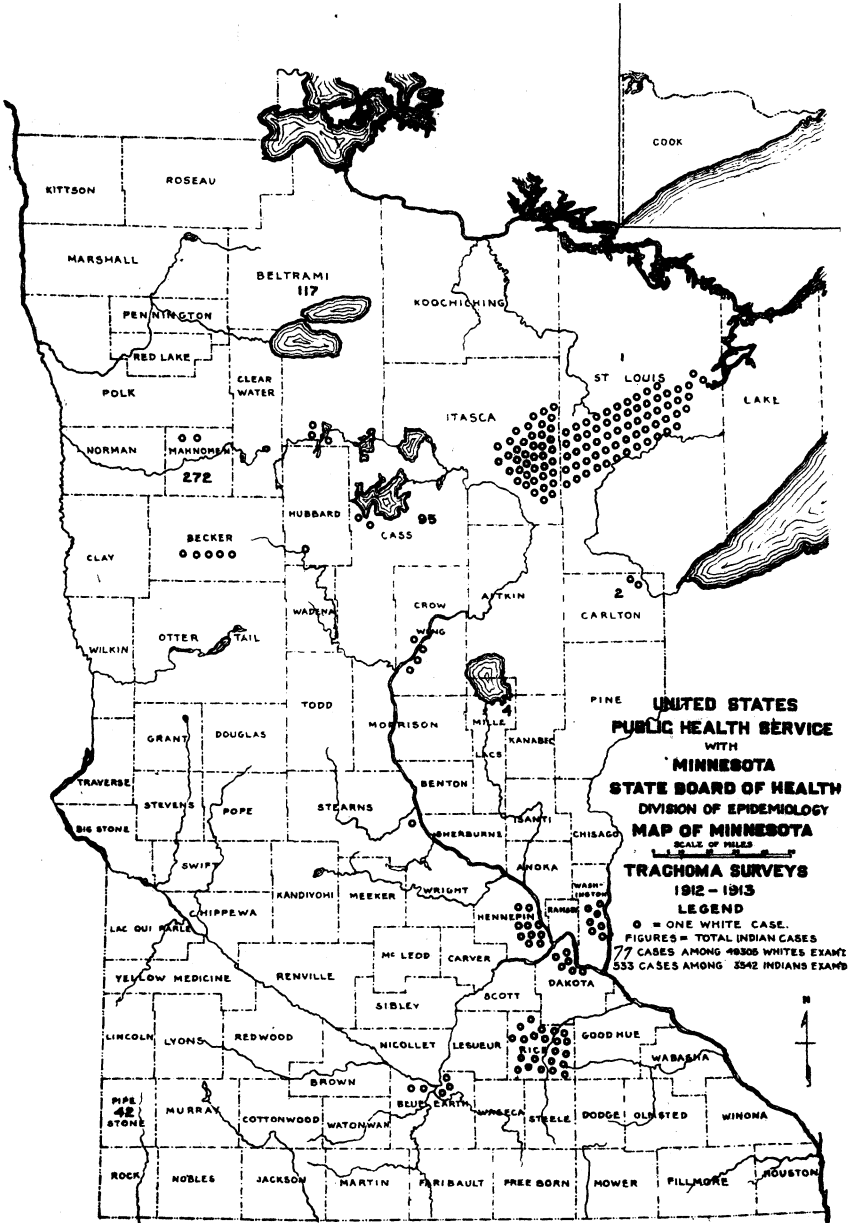 COOK
KITTSON
ROSEAU
MARSHALL
BELTRAMI
117
KOOCHICHING
PENNINGTON
RED LAKE
1
ST LOUIS
CLEAR
WATER
POLK
ITASCA
LAKE
NORMAN
MAHNOMEN
272
HUBBARD
95
CASS
BECKER
CLAY
2
CARLTON
AITKIN
CROW
WING
WADENA
OTTER TAIL
WILKIN
TODD
PINE
MORRISON
4
MILLE
LACS
KANABEC
GRANT
DOUGLAS
BENTON
TRAVERSE
STEVENS
POPE
STEARNS
BIG STONE
SHERBURNE
ISANTI
CHISAGO
SWIFT
ANOKA
WASH-
INGTON
KANDIYOHI
MEEKER
WRIGHT
HENNEPIN
RAMSEY
LAC QUI PARLE
CHIPPEWA
MC LEOD
CARVER
YELLOW MEDICINE
RENVILLE
DAKOTA
SCOTT
SIBLEY
LINCOLN
LYONS
REDWOOD
NICOLLET
LESUEUR
RICE
GOODHUE
WABASHA
BROWN
PIPE
42
STONE
MURRAY
COTTONWOOD
WATONWAN
BLUE EARTH
WASECA
STEELE
DODGE
OLMSTED
WINONA
ROCK
NOBLES
JACKSON
MARTIN
FARIBAULT
FREEBORN
MOWER
FILLMORE
HOUSTON
UNITED STATES
PUBLIC HEALTH SERVICE
WITH
MINNESOTA
STATE BOARD OF HEALTH
DIVISION OF EPIDEMIOLOGY
MAP OF MINNESOTA
SCALE OF MILES
TRACHOMA SURVEYS
1912-1913
LEGEND
o = ONE WHITE CASE.
FIGURES = TOTAL INDIAN CASES
77 CASES AMONG 49305 WHITES EXAM'D
533 CASES AMONG 3542 INDIANS EXAM'D
N